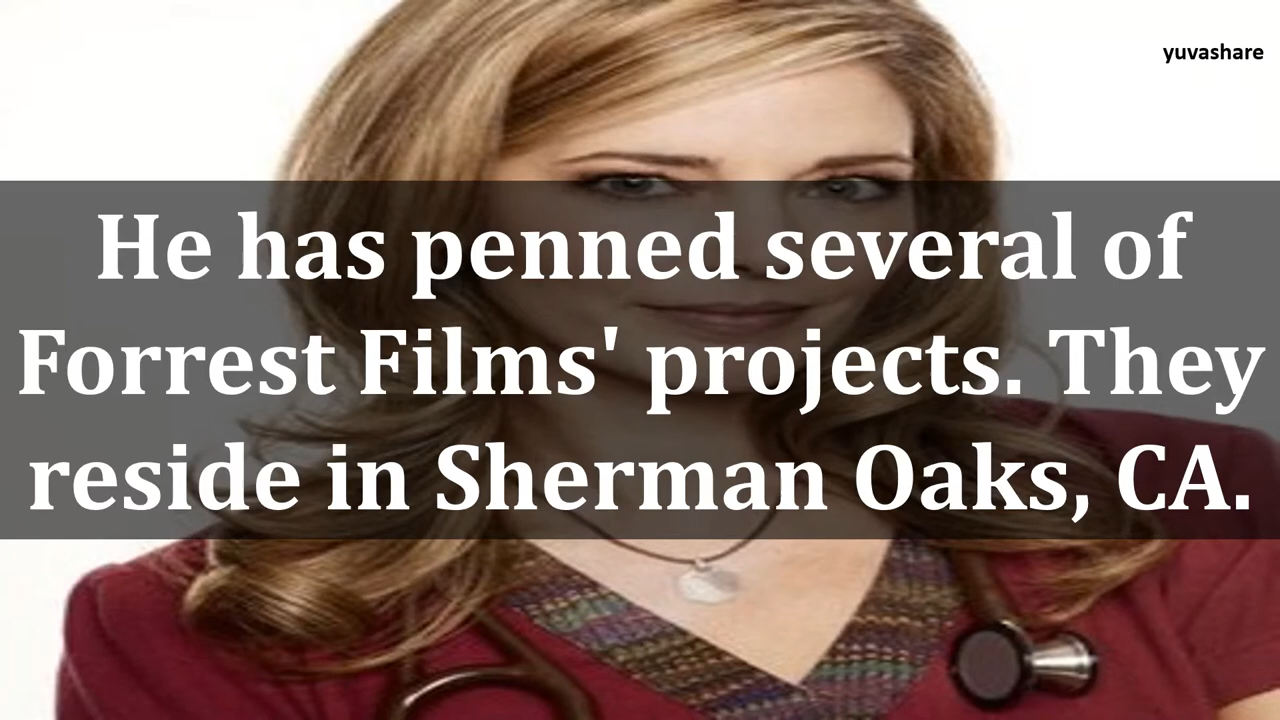 yuvashare
He has penned several of
Forrest Films' projects. They
reside in Sherman Oaks, CA.